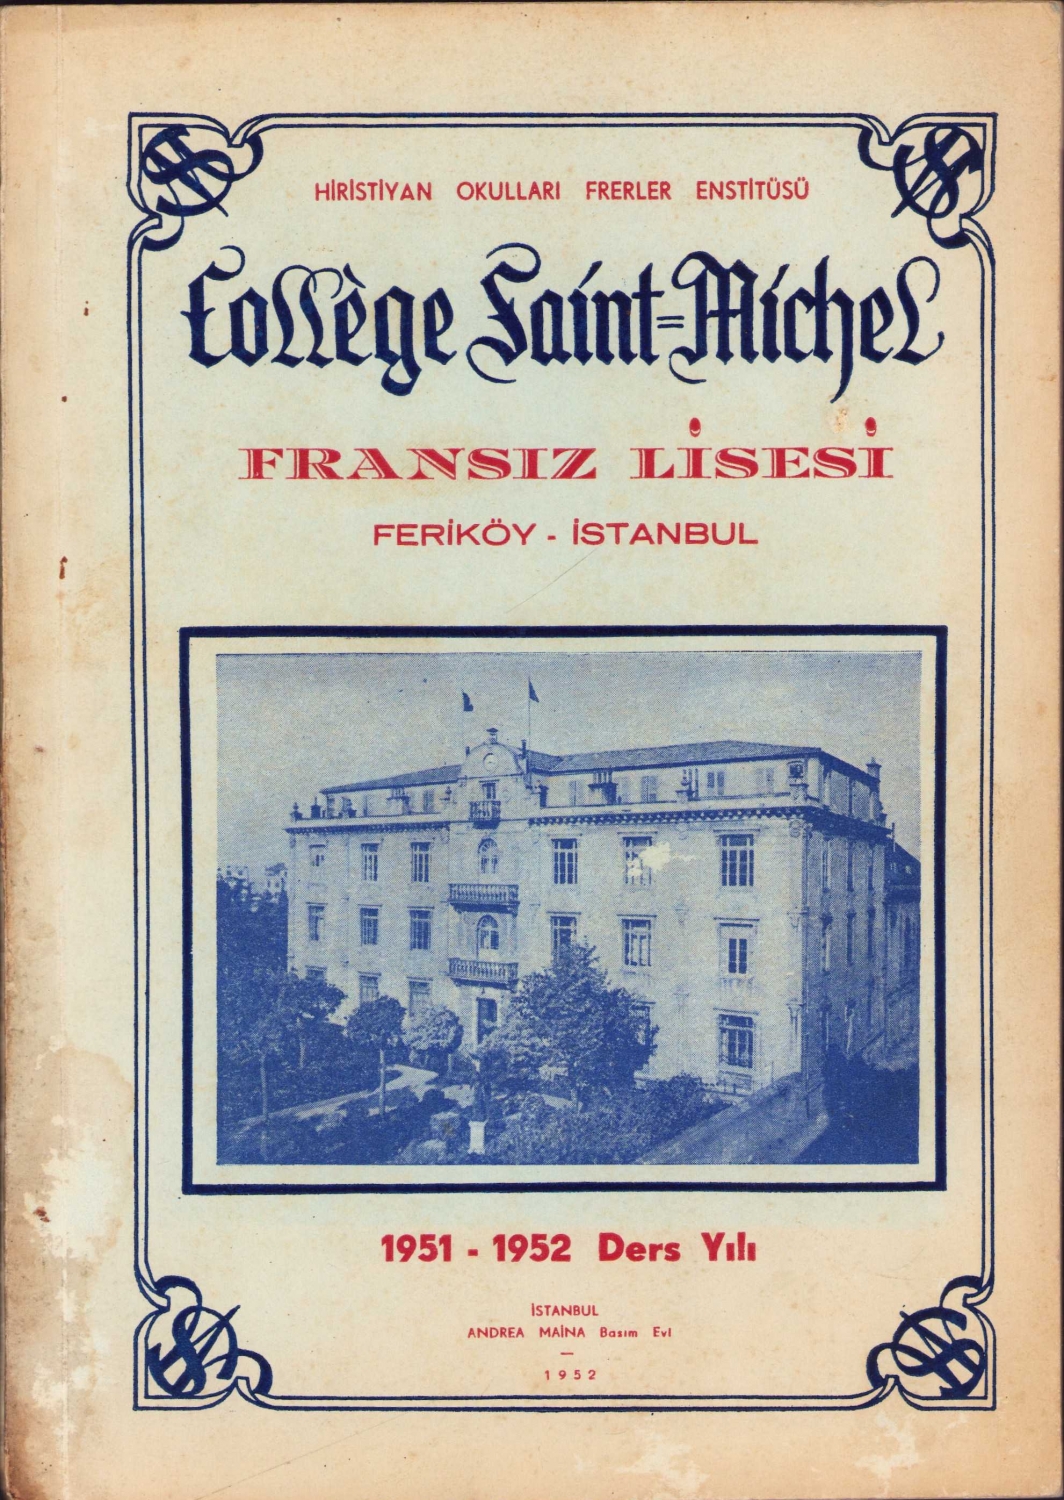 HİRİSTİYAN OKULLARI FRERLER ENSTİTÜSÜ
Collège Saint-Michel
FRANSIZ LİSESİ
FERİKÖY - İSTANBUL
1951 - 1952 Ders Yılı
İSTANBUL
ANDREA MAİNA Basım Evi
1952